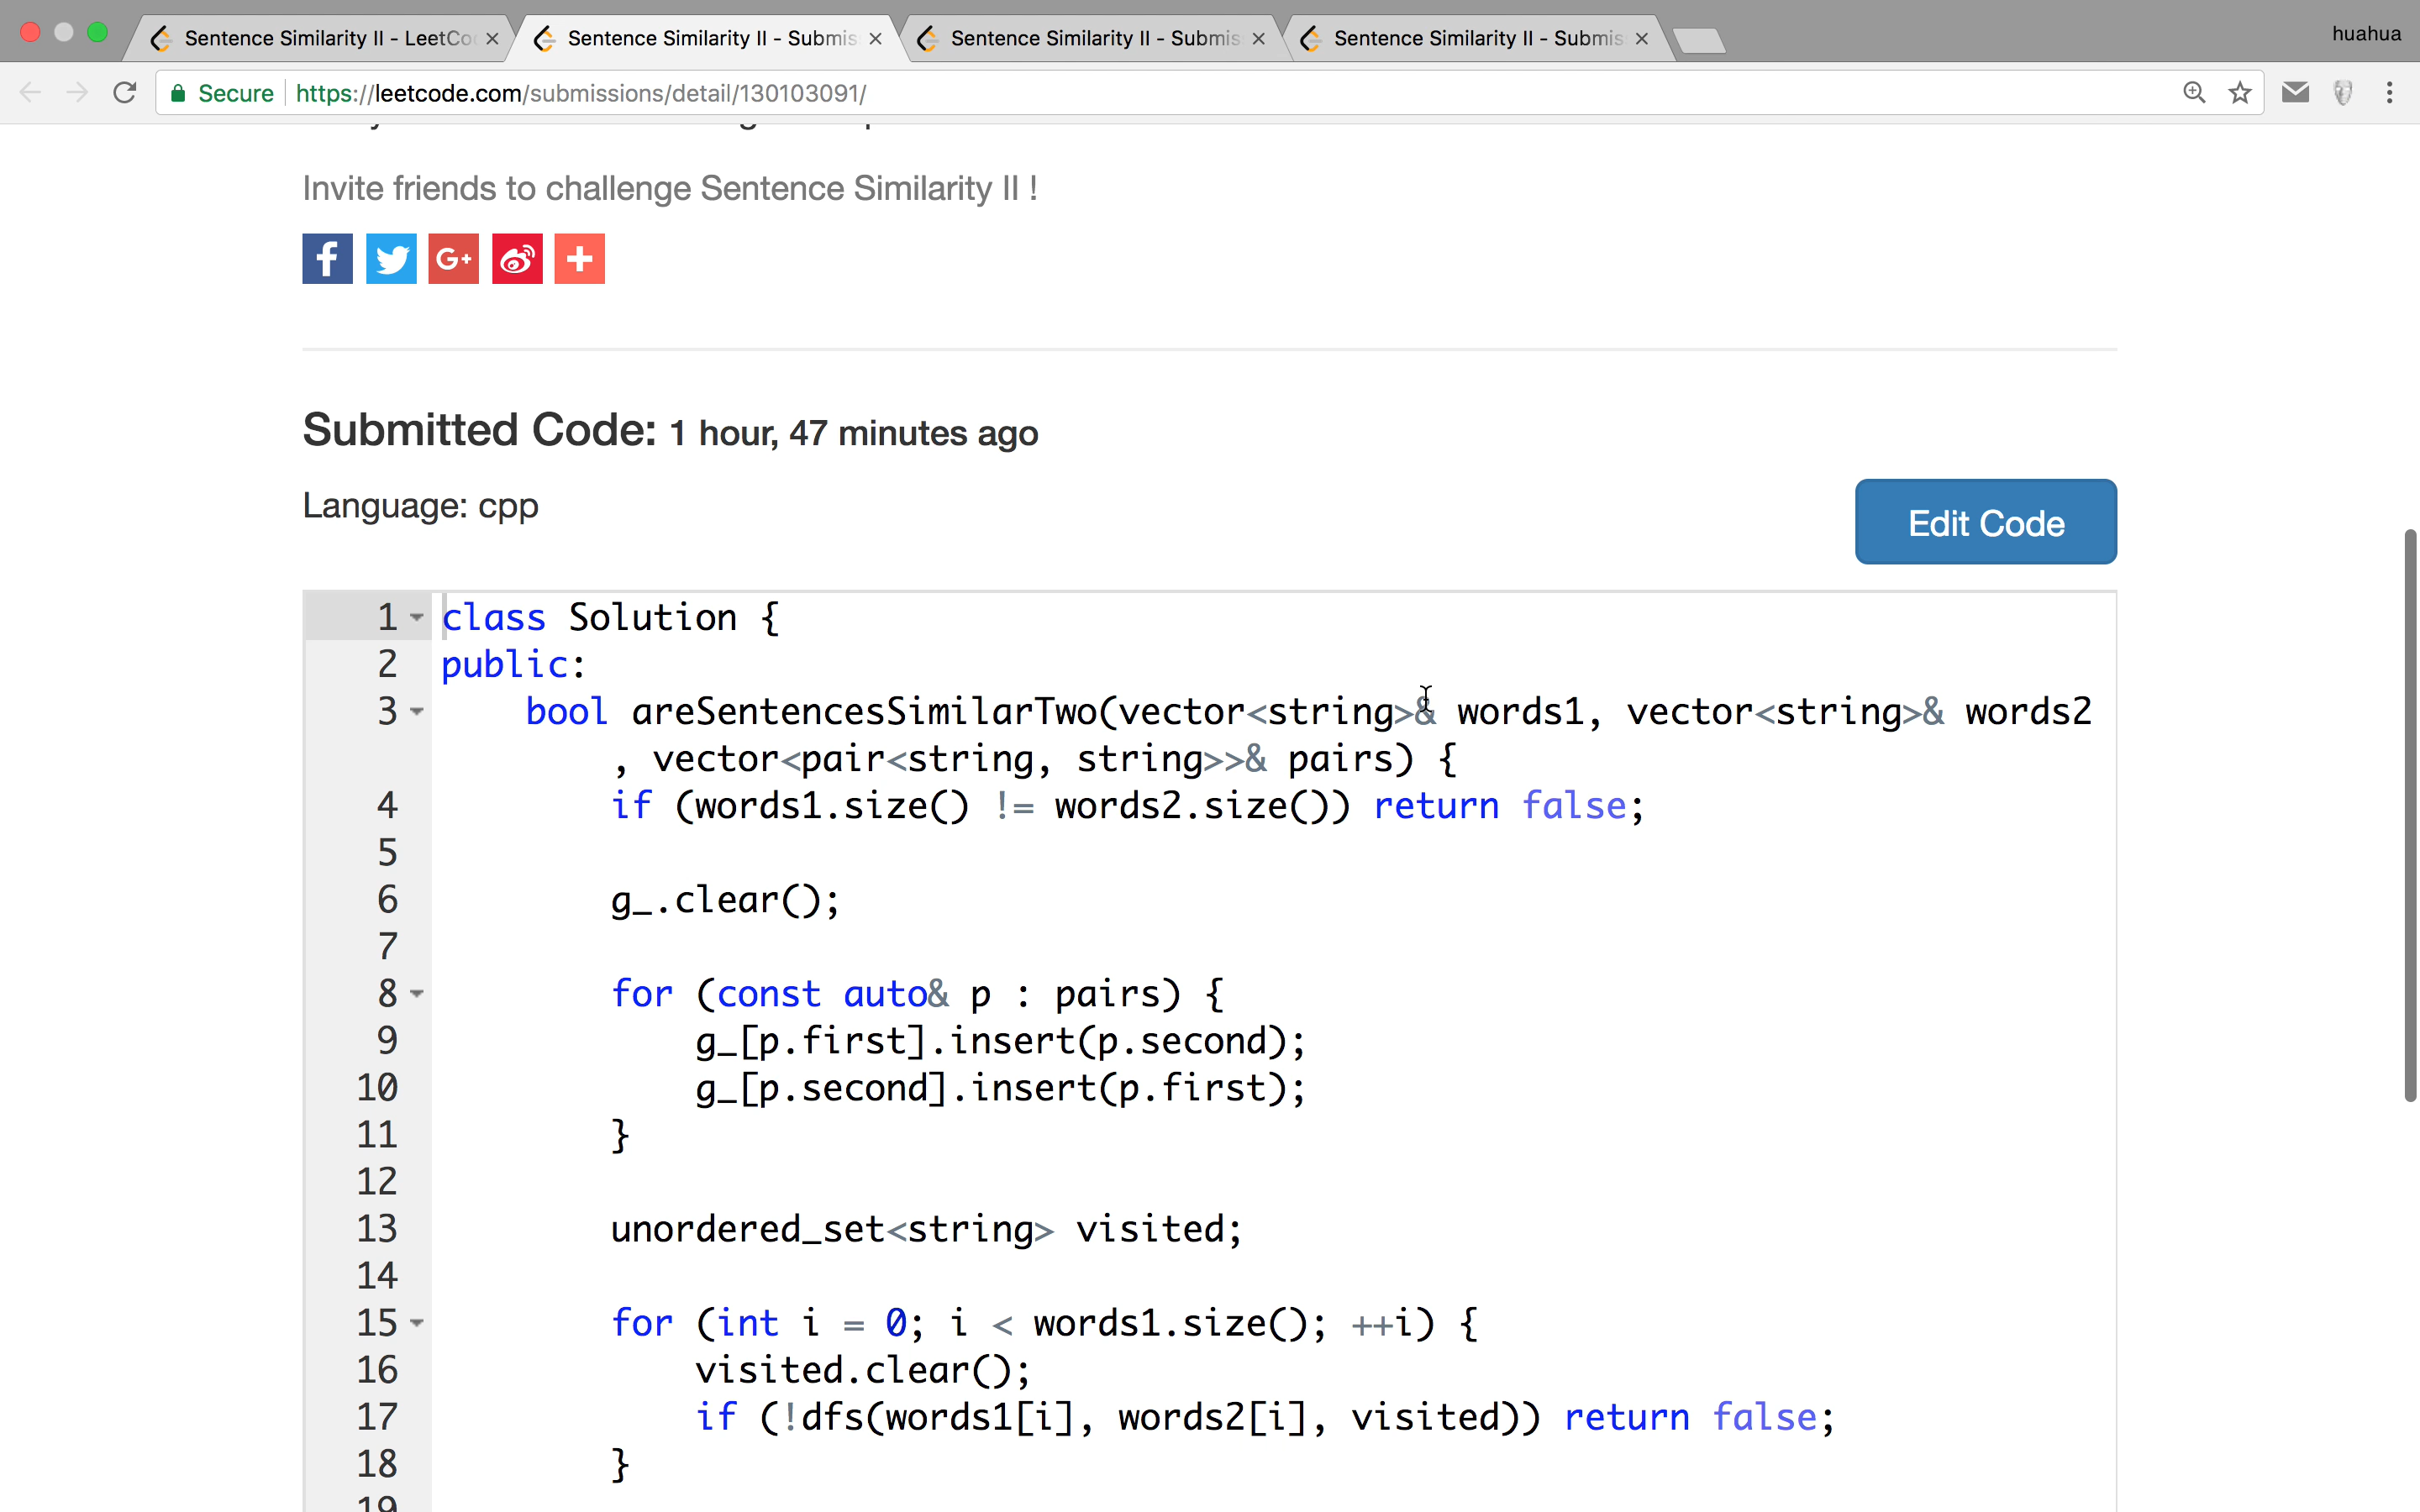 Sentence Similarity II - LeetCo
Sentence Similarity II - Submis
Sentence Similarity II - Submis
Sentence Similarity II - Submis
huahua
Secure https://leetcode.com/submissions/detail/130103091/
Invite friends to challenge Sentence Similarity II !
f G+
Submitted Code: 1 hour, 47 minutes ago
Language: cpp
Edit Code
1 class Solution {
2 public:
3 bool areSentencesSimilarTwo(vector<string>& words1, vector<string>& words2
, vector<pair<string, string>>& pairs) {
4 if (words1.size() != words2.size()) return false;
5
6 g_.clear();
7
8 for (const auto& p : pairs) {
9 g_[p.first].insert(p.second);
10 g_[p.second].insert(p.first);
11 }
12
13 unordered_set<string> visited;
14
15 for (int i = 0; i < words1.size(); ++i) {
16 visited.clear();
17 if (!dfs(words1[i], words2[i], visited)) return false;
18 }
19